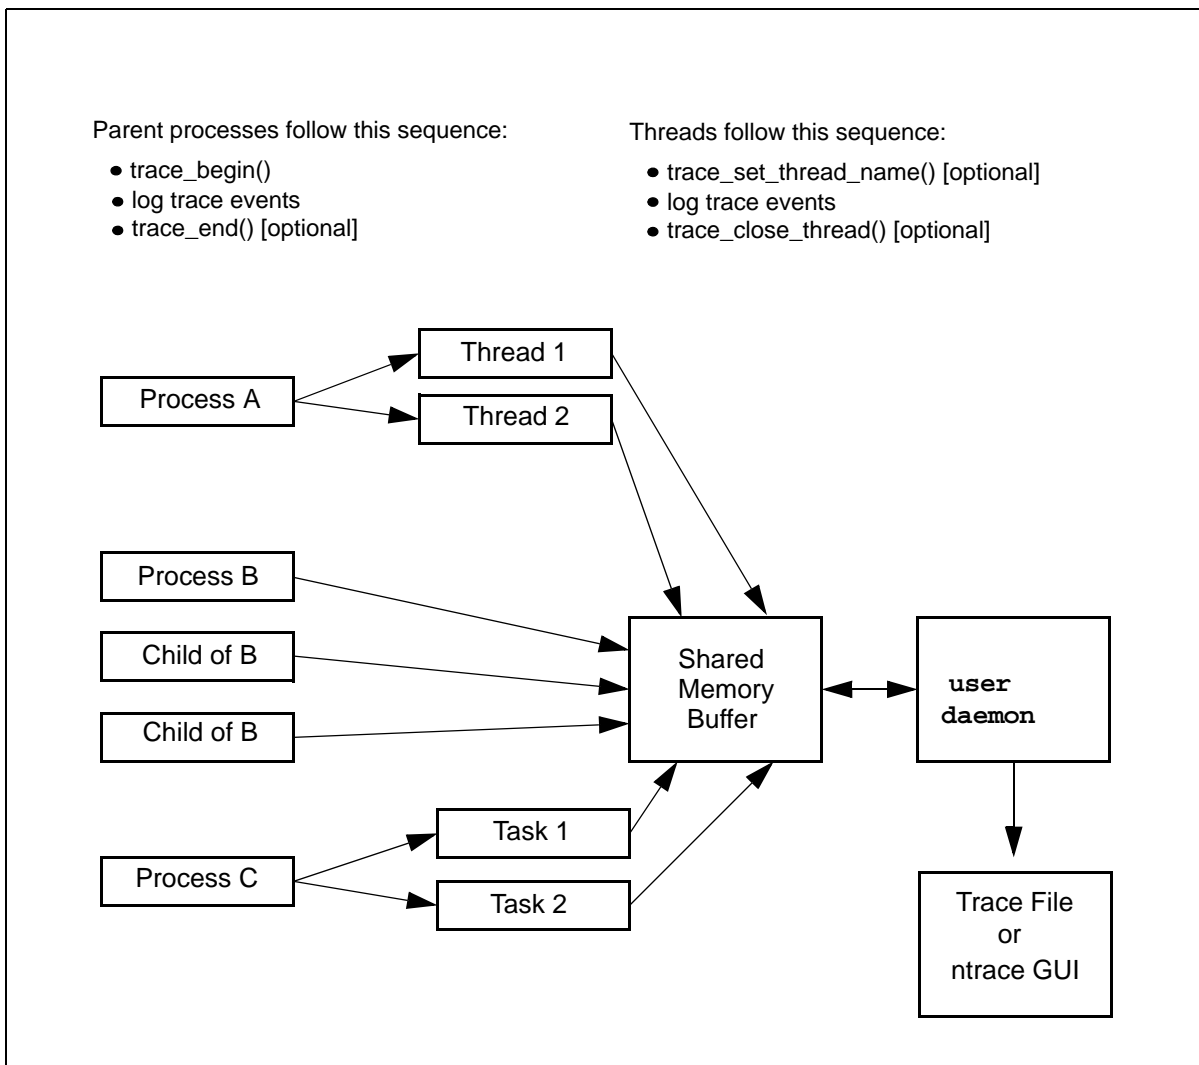 Parent processes follow this sequence:
• trace_begin()
• log trace events
• trace_end() [optional]
Threads follow this sequence:
• trace_set_thread_name() [optional]
• log trace events
• trace_close_thread() [optional]
Thread 1
Process A
Thread 2
Process B
Child of B
Child of B
Shared
Memory
Buffer
user
daemon
Task 1
Process C
Task 2
Trace File
or
ntrace GUI